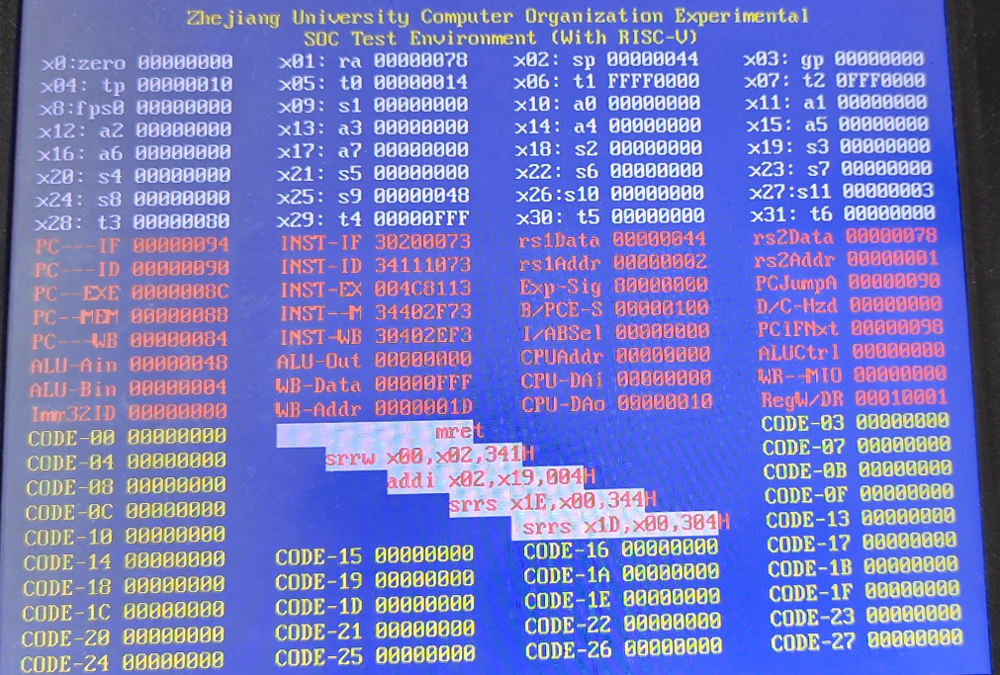 Zhejiang University Computer Organization Experimental
SOC Test Environment (With RISC-V)
x0:zero 00000000 x01: ra 00000078 x02: sp 00000044 x03: gp 00000000
x04: tp 00000010 x05: t0 00000014 x06: t1 FFFF0000 x07: t2 0FFF0000
x8:fps0 00000000 x09: s1 00000000 x10: a0 00000000 x11: a1 00000000
x12: a2 00000000 x13: a3 00000000 x14: a4 00000000 x15: a5 00000000
x16: a6 00000000 x17: a7 00000000 x18: s2 00000000 x19: s3 00000000
x20: s4 00000000 x21: s5 00000000 x22: s6 00000000 x23: s7 00000000
x24: s8 00000000 x25: s9 00000048 x26:s10 00000000 x27:s11 00000003
x28: t3 00000080 x29: t4 00000FFF x30: t5 00000000 x31: t6 00000000
PC---IF 00000094 INST-IF 30200073 rs1Data 00000044 rs2Data 00000078
PC---ID 00000090 INST-ID 34111073 rs1Addr 00000002 rs2Addr 00000001
PC--EXE 0000008C INST-EX 004C8113 Exp-Sig 80000000 PCJumpA 00000090
PC--MEM 00000088 INST--M 34402F73 B/PCE-S 00000100 D/C-Hzd 00000000
PC---WB 00000084 INST-WB 30402EF3 I/ABSel 00000000 PCIFNxt 00000098
ALU-Ain 00000048 ALU-Out 00000000 CPUAddr 00000000 ALUCtrl 00000000
ALU-Bin 00000004 WB-Data 00000FFF CPU-DAi 00000000 WR--MIO 00000000
Imm32ID 00000000 WB-Addr 0000001D CPU-DAo 00000010 RegW/DR 00010001
CODE-00 00000000 mret CODE-03 00000000
CODE-04 00000000 srrw x00,x02,341H CODE-07 00000000
CODE-08 00000000 addi x02,x19,004H CODE-0B 00000000
CODE-0C 00000000 srrs x1E,x00,344H CODE-0F 00000000
CODE-10 00000000 srrs x1D,x00,304H CODE-13 00000000
CODE-14 00000000 CODE-15 00000000 CODE-16 00000000 CODE-17 00000000
CODE-18 00000000 CODE-19 00000000 CODE-1A 00000000 CODE-1B 00000000
CODE-1C 00000000 CODE-1D 00000000 CODE-1E 00000000 CODE-1F 00000000
CODE-20 00000000 CODE-21 00000000 CODE-22 00000000 CODE-23 00000000
CODE-24 00000000 CODE-25 00000000 CODE-26 00000000 CODE-27 00000000